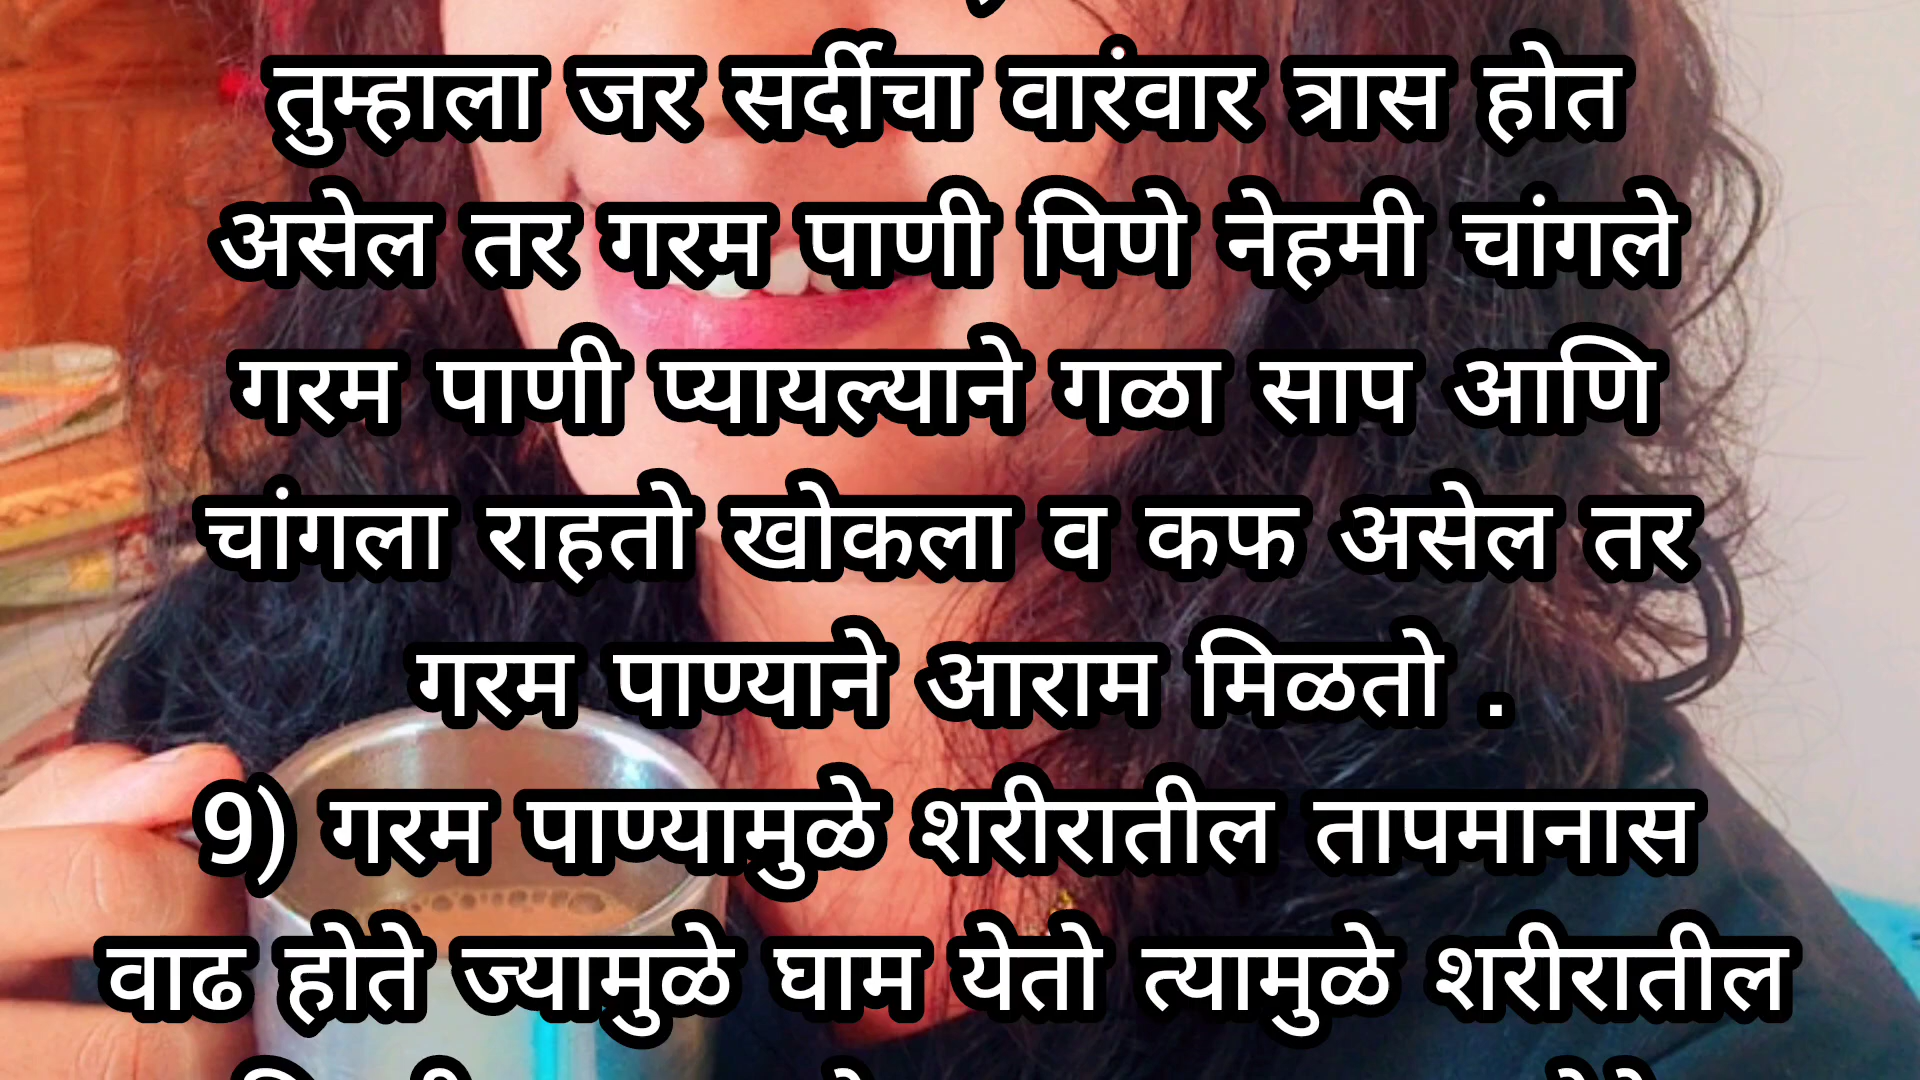 तुम्हाला जर सर्दीचा वारंवार त्रास होत
असेल तर गरम पाणी पिणे नेहमी चांगले
गरम पाणी प्यायल्याने गळा साप आणि
चांगला राहतो खोकला व कफ असेल तर
गरम पाण्याने आराम मिळतो .
9) गरम पाण्यामुळे शरीरातील तापमानास
वाढ होते ज्यामुळे घाम येतो त्यामुळे शरीरातील